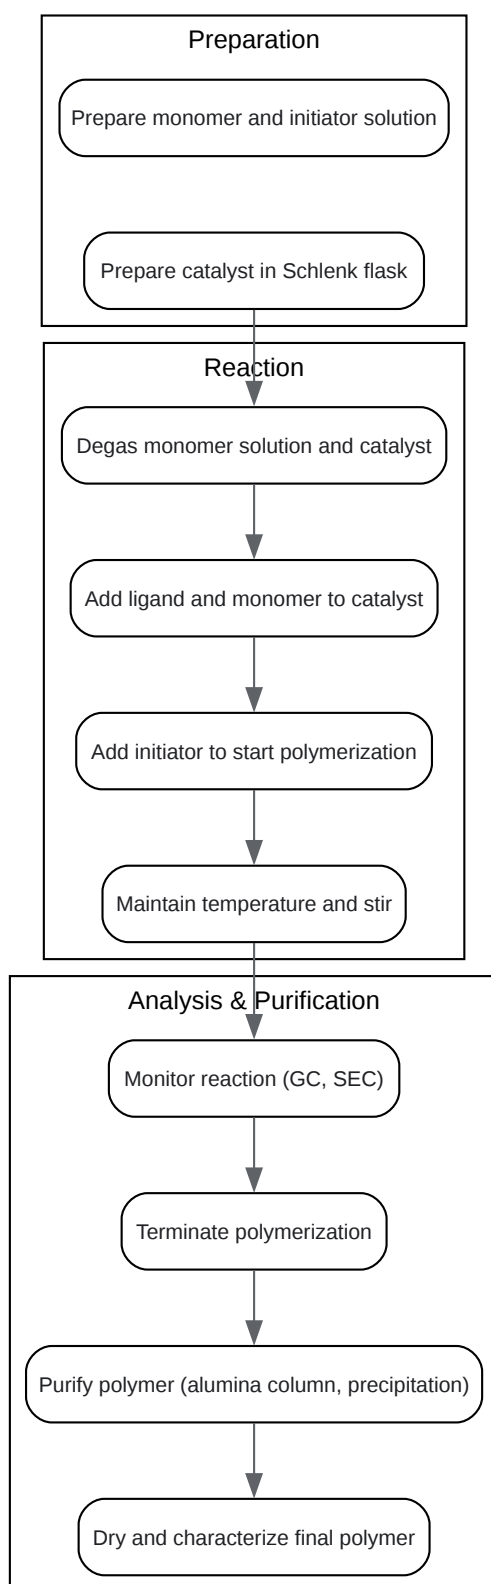 Preparation
Prepare monomer and initiator solution
Prepare catalyst in Schlenk flask
Reaction
Degas monomer solution and catalyst
Add ligand and monomer to catalyst
Add initiator to start polymerization
Maintain temperature and stir
Analysis & Purification
Monitor reaction (GC, SEC)
Terminate polymerization
Purify polymer (alumina column, precipitation)
Dry and characterize final polymer